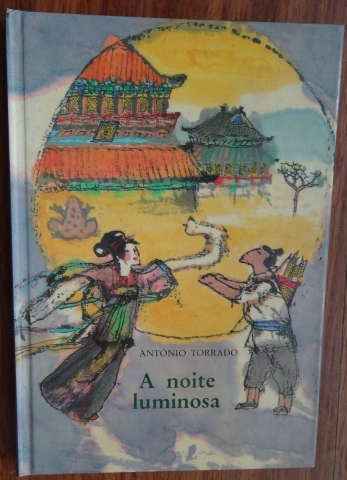 ANTÓNIO TORRADO
A noite
luminosa